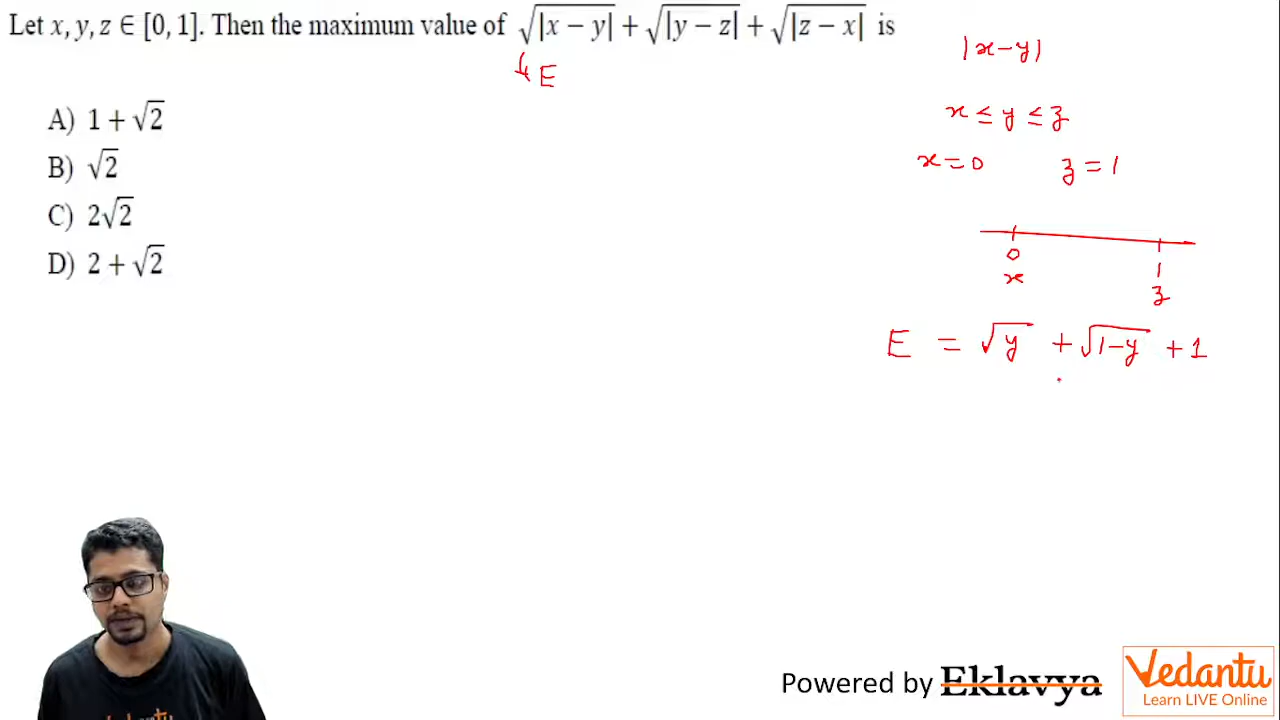 Let x, y, z ∈ [0, 1]. Then the maximum value of √|x − y| + √|y − z| + √|z − x| is
↳ E
A) 1 + √2
B) √2
C) 2√2
D) 2 + √2
|x−y|
x ≤ y ≤ z
x = 0 z = 1
0 1
x z
E = √y + √1−y + 1
Powered by Eklavya
Vedantu
Learn LIVE Online